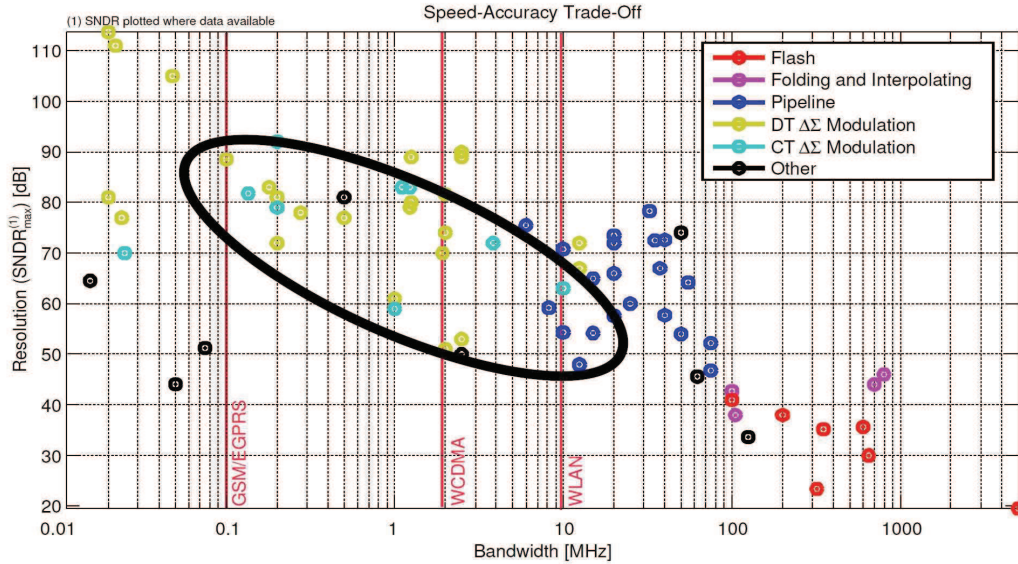 Speed-Accuracy Trade-Off
(1) SNDR plotted where data available
Resolution (SNDR(1)max) [dB]
110
100
90
80
70
60
50
40
30
20
Flash
Folding and Interpolating
Pipeline
DT ΔΣ Modulation
CT ΔΣ Modulation
Other
GSM/EGPRS
WCDMA
WLAN
0.01
0.1
1
10
100
1000
Bandwidth [MHz]